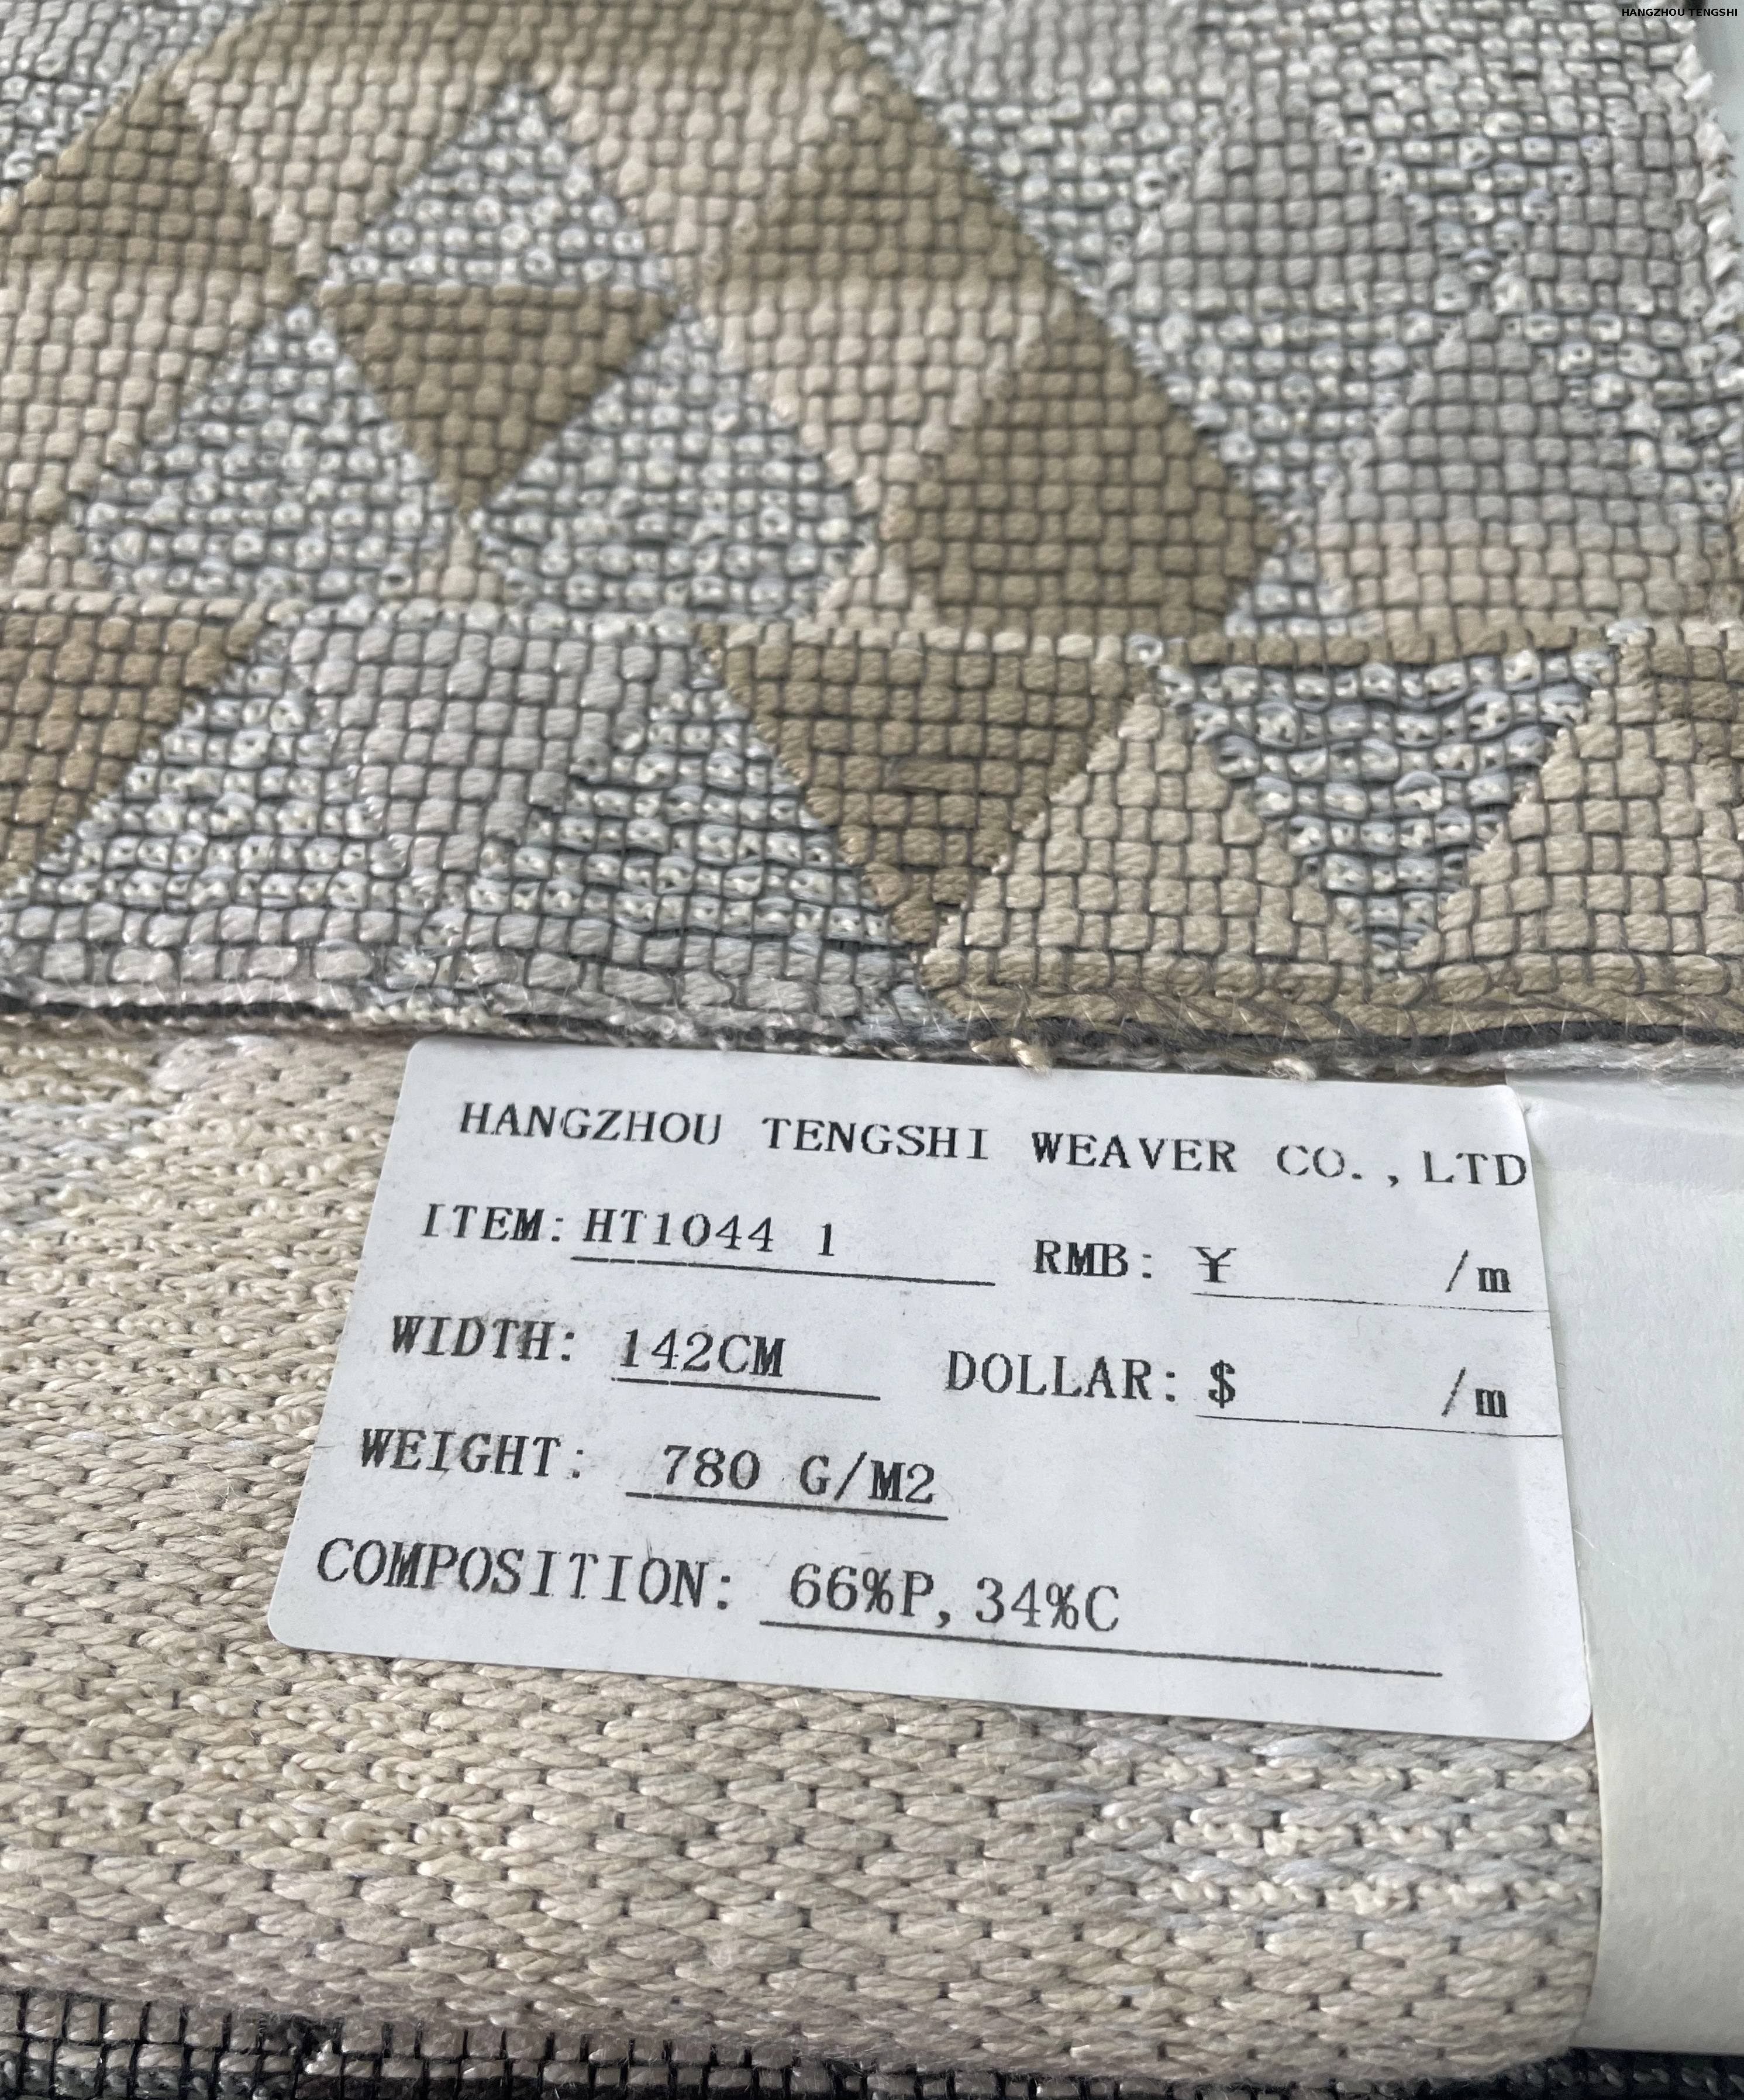 HANGZHOU TENGSHI
HANGZHOU TENGSHI WEAVER CO.,LTD
ITEM: HT1044 1 RMB: ¥ /m
WIDTH: 142CM DOLLAR: $ /m
WEIGHT: 780 G/M2
COMPOSITION: 66%P,34%C